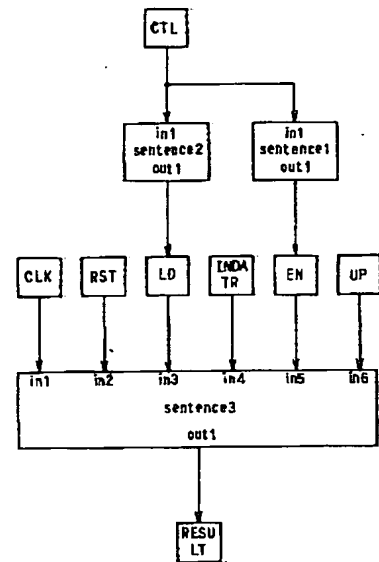 CTL
in1
sentence2
out1
in1
sentence1
out1
CLK
RST
LD
INDA
TR
EN
UP
in1
in2
in3
in4
in5
in6
sentence3
out1
RESU
LT